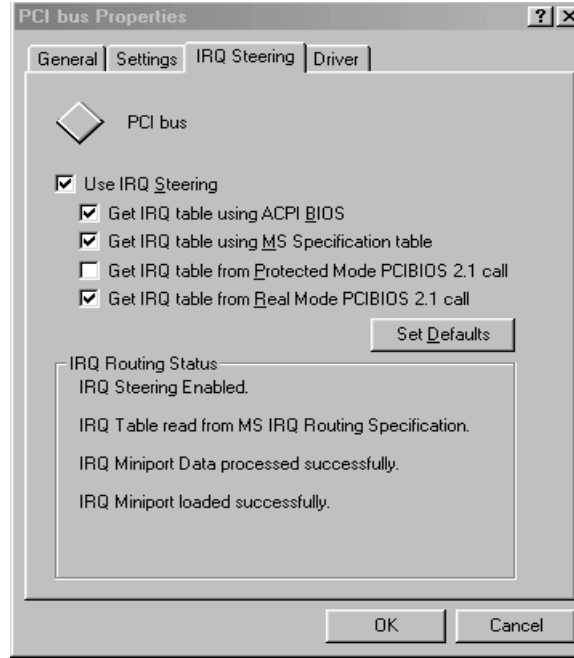 PCI bus Properties
? X
General Settings IRQ Steering Driver
PCI bus
Use IRQ Steering
Get IRQ table using ACPI BIOS
Get IRQ table using MS Specification table
Get IRQ table from Protected Mode PCIBIOS 2.1 call
Get IRQ table from Real Mode PCIBIOS 2.1 call
Set Defaults
IRQ Routing Status
IRQ Steering Enabled.
IRQ Table read from MS IRQ Routing Specification.
IRQ Miniport Data processed successfully.
IRQ Miniport loaded successfully.
OK Cancel